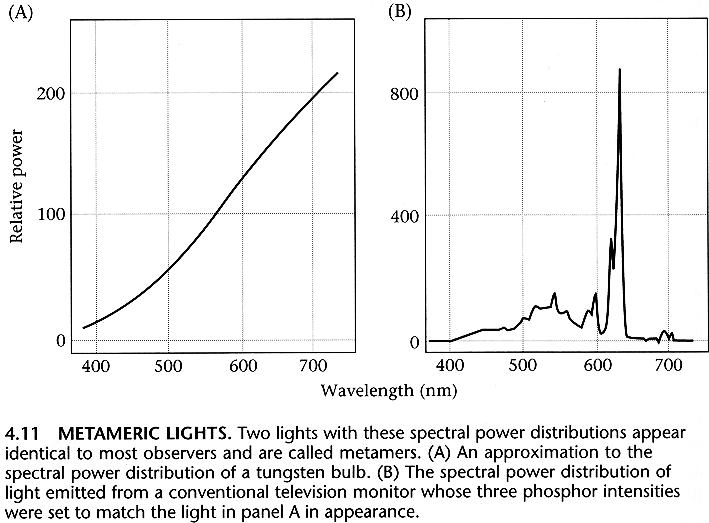 (A)
(B)
Relative power
200
100
0
400 500 600 700
800
400
0
400 500 600 700
Wavelength (nm)
4.11 METAMERIC LIGHTS. Two lights with these spectral power distributions appear
identical to most observers and are called metamers. (A) An approximation to the
spectral power distribution of a tungsten bulb. (B) The spectral power distribution of
light emitted from a conventional television monitor whose three phosphor intensities
were set to match the light in panel A in appearance.